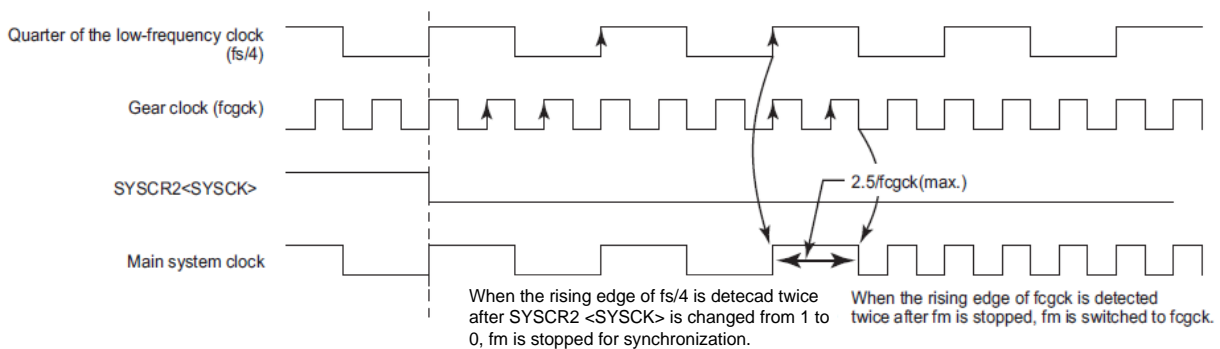 Quarter of the low-frequency clock
(fs/4)
Gear clock (fcgck)
SYSCR2<SYSCK>
2.5/fcgck(max.)
Main system clock
When the rising edge of fs/4 is detecad twice
after SYSCR2 <SYSCK> is changed from 1 to
0, fm is stopped for synchronization.
When the rising edge of fcgck is detected
twice after fm is stopped, fm is switched to fcgck.